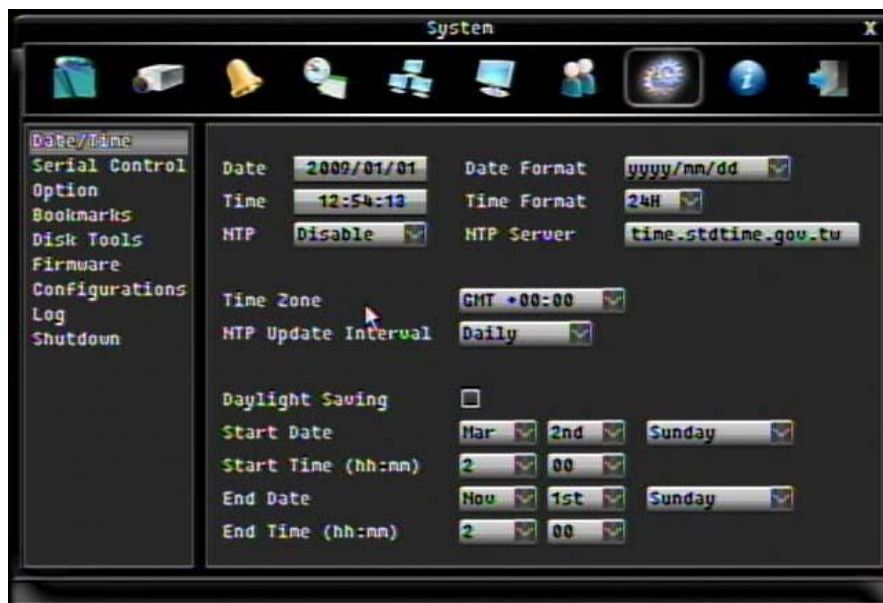 System X
Date/Time
Serial Control
Option
Bookmarks
Disk Tools
Firmware
Configurations
Log
Shutdown
Date 2009/01/01 Date Format yyyy/mm/dd
Time 12:54:13 Time Format 24H
NTP Disable NTP Server time.stdtime.gov.tw
Time Zone GMT +00:00
NTP Update Interval Daily
Daylight Saving
Start Date Mar 2nd Sunday
Start Time (hh:mm) 2 00
End Date Nov 1st Sunday
End Time (hh:mm) 2 00